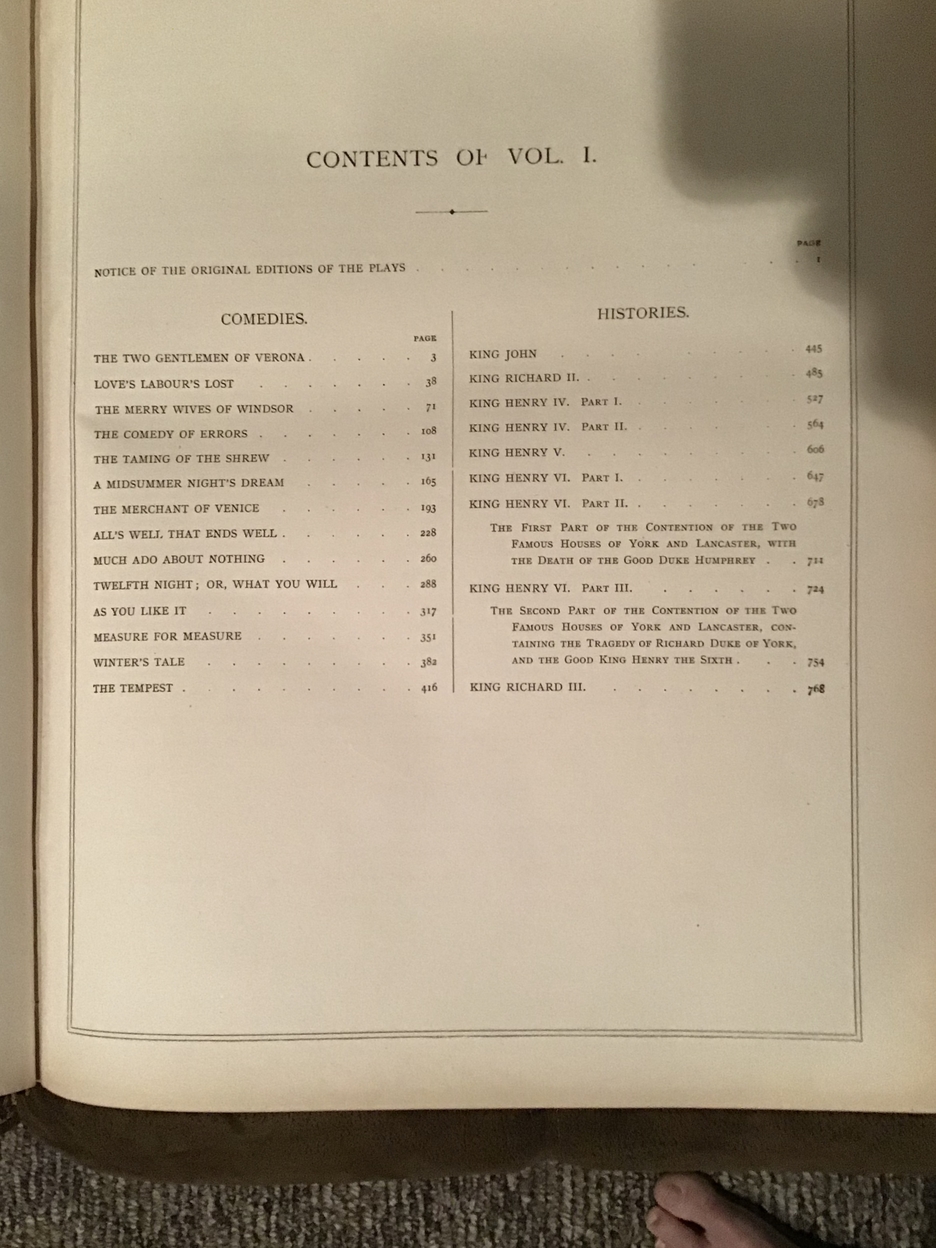 CONTENTS OF VOL. I.
PAGE
NOTICE OF THE ORIGINAL EDITIONS OF THE PLAYS . . . . . . . . . . . . . . . . 1
COMEDIES.
PAGE
THE TWO GENTLEMEN OF VERONA . . . . . 3
LOVE'S LABOUR'S LOST . . . . . . . 38
THE MERRY WIVES OF WINDSOR . . . . . 71
THE COMEDY OF ERRORS . . . . . . . 108
THE TAMING OF THE SHREW . . . . . . 131
A MIDSUMMER NIGHT'S DREAM . . . . . 165
THE MERCHANT OF VENICE . . . . . . 193
ALL'S WELL THAT ENDS WELL . . . . . . 228
MUCH ADO ABOUT NOTHING . . . . . . 260
TWELFTH NIGHT; OR, WHAT YOU WILL . . . 288
AS YOU LIKE IT . . . . . . . . . 317
MEASURE FOR MEASURE . . . . . . . 351
WINTER'S TALE . . . . . . . . . 382
THE TEMPEST . . . . . . . . . . 416
HISTORIES.
KING JOHN . . . . . . . . . . 445
KING RICHARD II. . . . . . . . . . 485
KING HENRY IV. PART I. . . . . . . . 527
KING HENRY IV. PART II. . . . . . . . 564
KING HENRY V. . . . . . . . . . 606
KING HENRY VI. PART I. . . . . . . . 647
KING HENRY VI. PART II. . . . . . . . 678
THE FIRST PART OF THE CONTENTION OF THE TWO
FAMOUS HOUSES OF YORK AND LANCASTER, WITH
THE DEATH OF THE GOOD DUKE HUMPHREY . . 711
KING HENRY VI. PART III. . . . . . . 724
THE SECOND PART OF THE CONTENTION OF THE TWO
FAMOUS HOUSES OF YORK AND LANCASTER, CON-
TAINING THE TRAGEDY OF RICHARD DUKE OF YORK,
AND THE GOOD KING HENRY THE SIXTH . . . 754
KING RICHARD III. . . . . . . . . 768